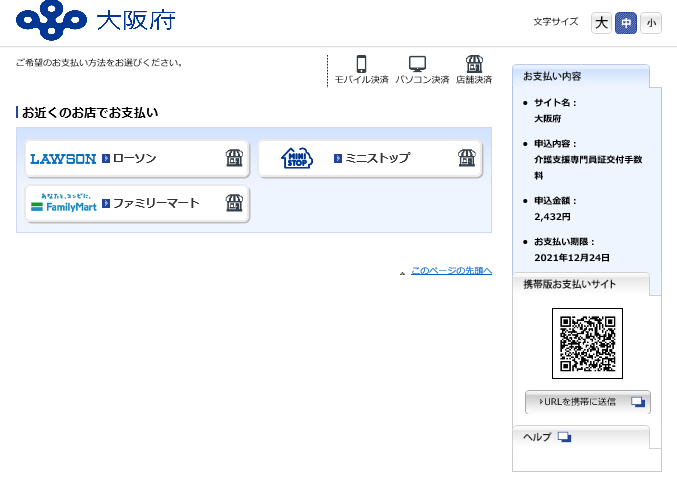 大阪府
文字サイズ 大 中 小
ご希望のお支払い方法をお選びください。
モバイル決済 パソコン決済 店舗決済
お近くのお店でお支払い
LAWSON ローソン
MINI STOP ミニストップ
あなたと、コンビに、
FamilyMart ファミリーマート
このページの先頭へ
お支払い内容
サイト名：
大阪府
申込内容：
介護支援専門員証交付手数
料
申込金額：
2,432円
お支払い期限：
2021年12月24日
携帯版お支払いサイト
URLを携帯に送信
ヘルプ